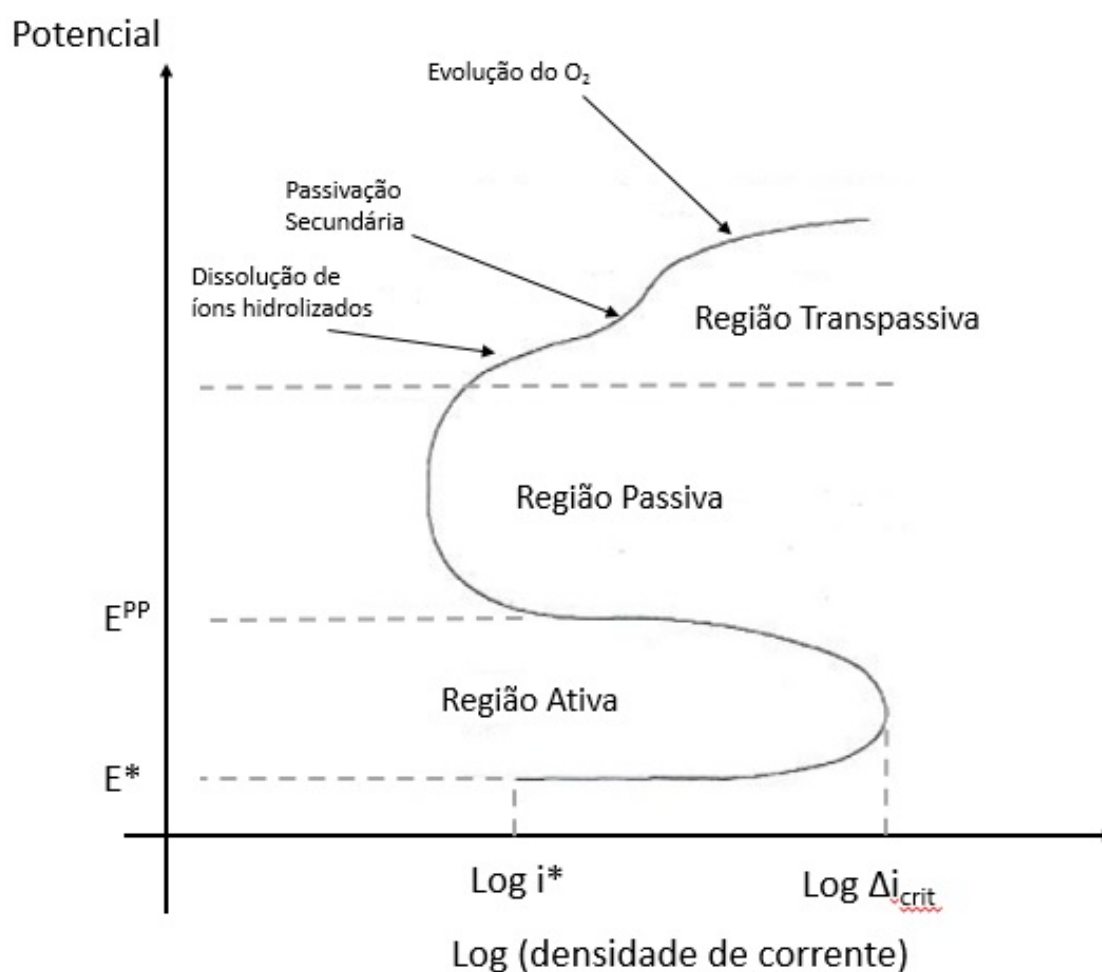 Potencial
Evolução do O₂
Passivação
Secundária
Dissolução de
íons hidrolizados
Região Transpassiva
Região Passiva
Eᴾᴾ
Região Ativa
E*
Log i*
Log Δi_crit
Log (densidade de corrente)